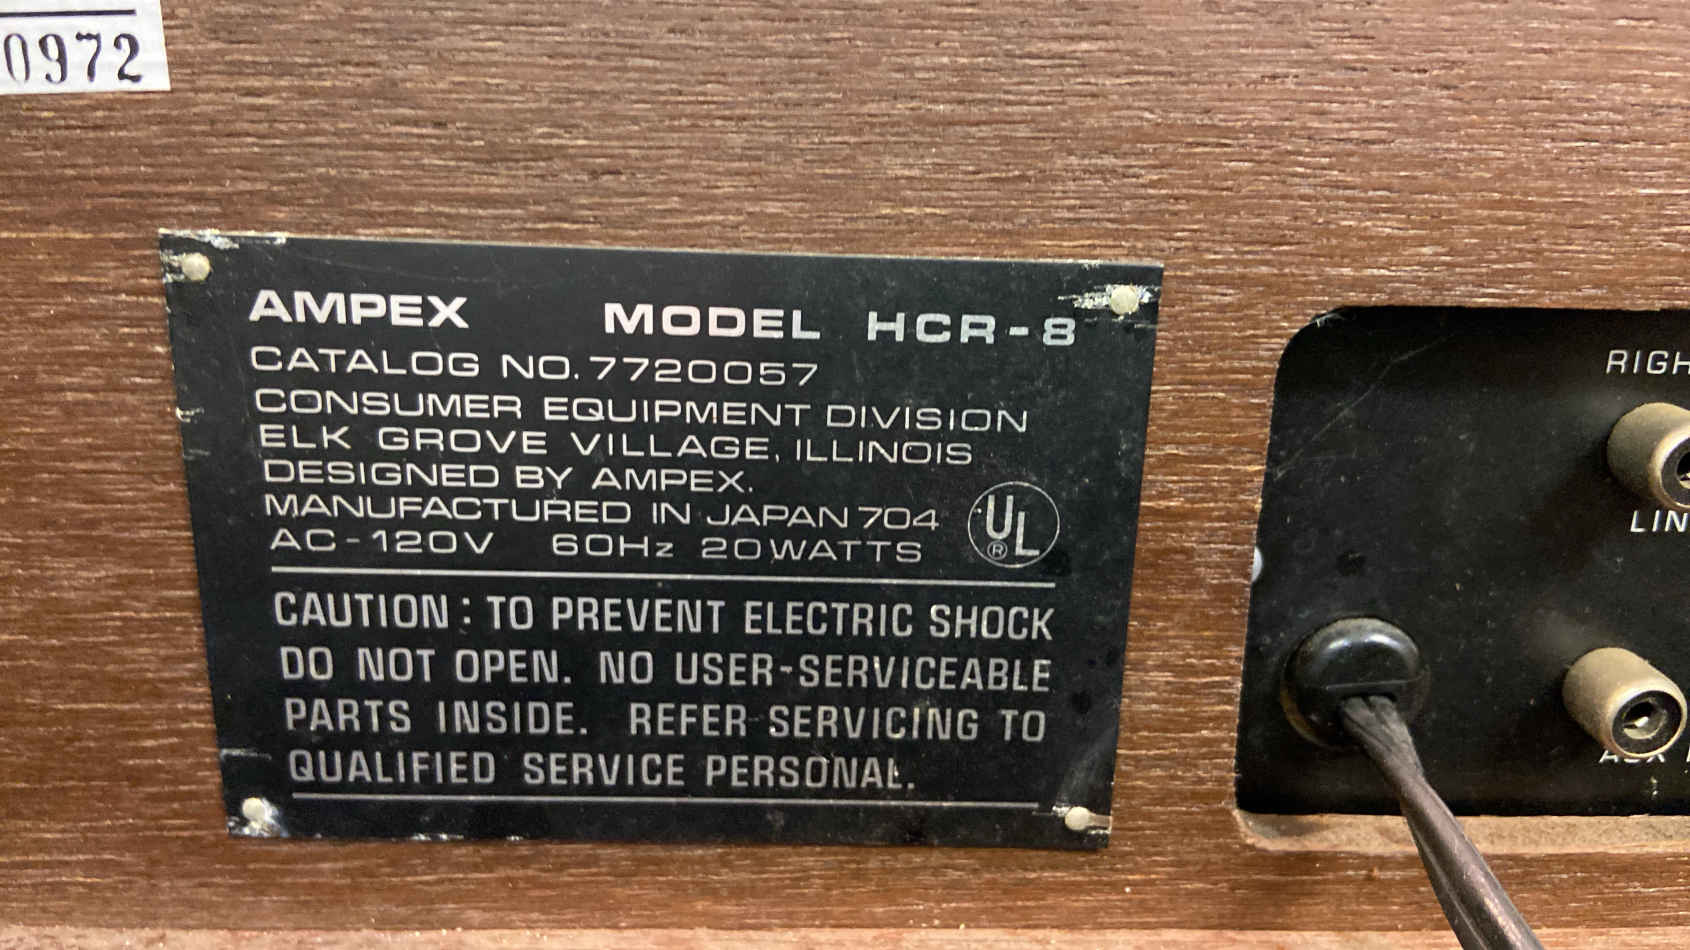 0972
AMPEX MODEL HCR-8
CATALOG NO. 7720057
CONSUMER EQUIPMENT DIVISION
ELK GROVE VILLAGE, ILLINOIS
DESIGNED BY AMPEX.
MANUFACTURED IN JAPAN 704
AC-120V 60Hz 20WATTS
UL
®
CAUTION: TO PREVENT ELECTRIC SHOCK
DO NOT OPEN. NO USER-SERVICEABLE
PARTS INSIDE. REFER SERVICING TO
QUALIFIED SERVICE PERSONAL.
RIGH
LIN